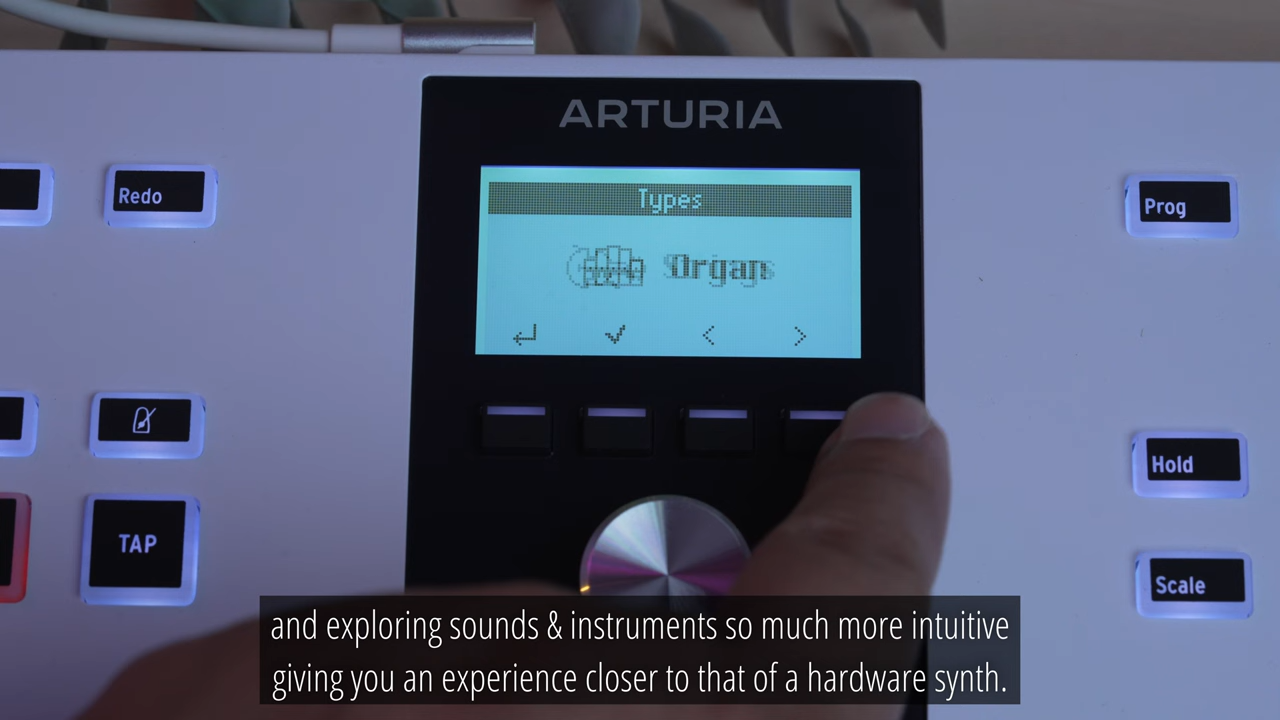 ARTURIA
Types
Redo
Prog
Organ
TAP
Hold
Scale
and exploring sounds & instruments so much more intuitive
giving you an experience closer to that of a hardware synth.